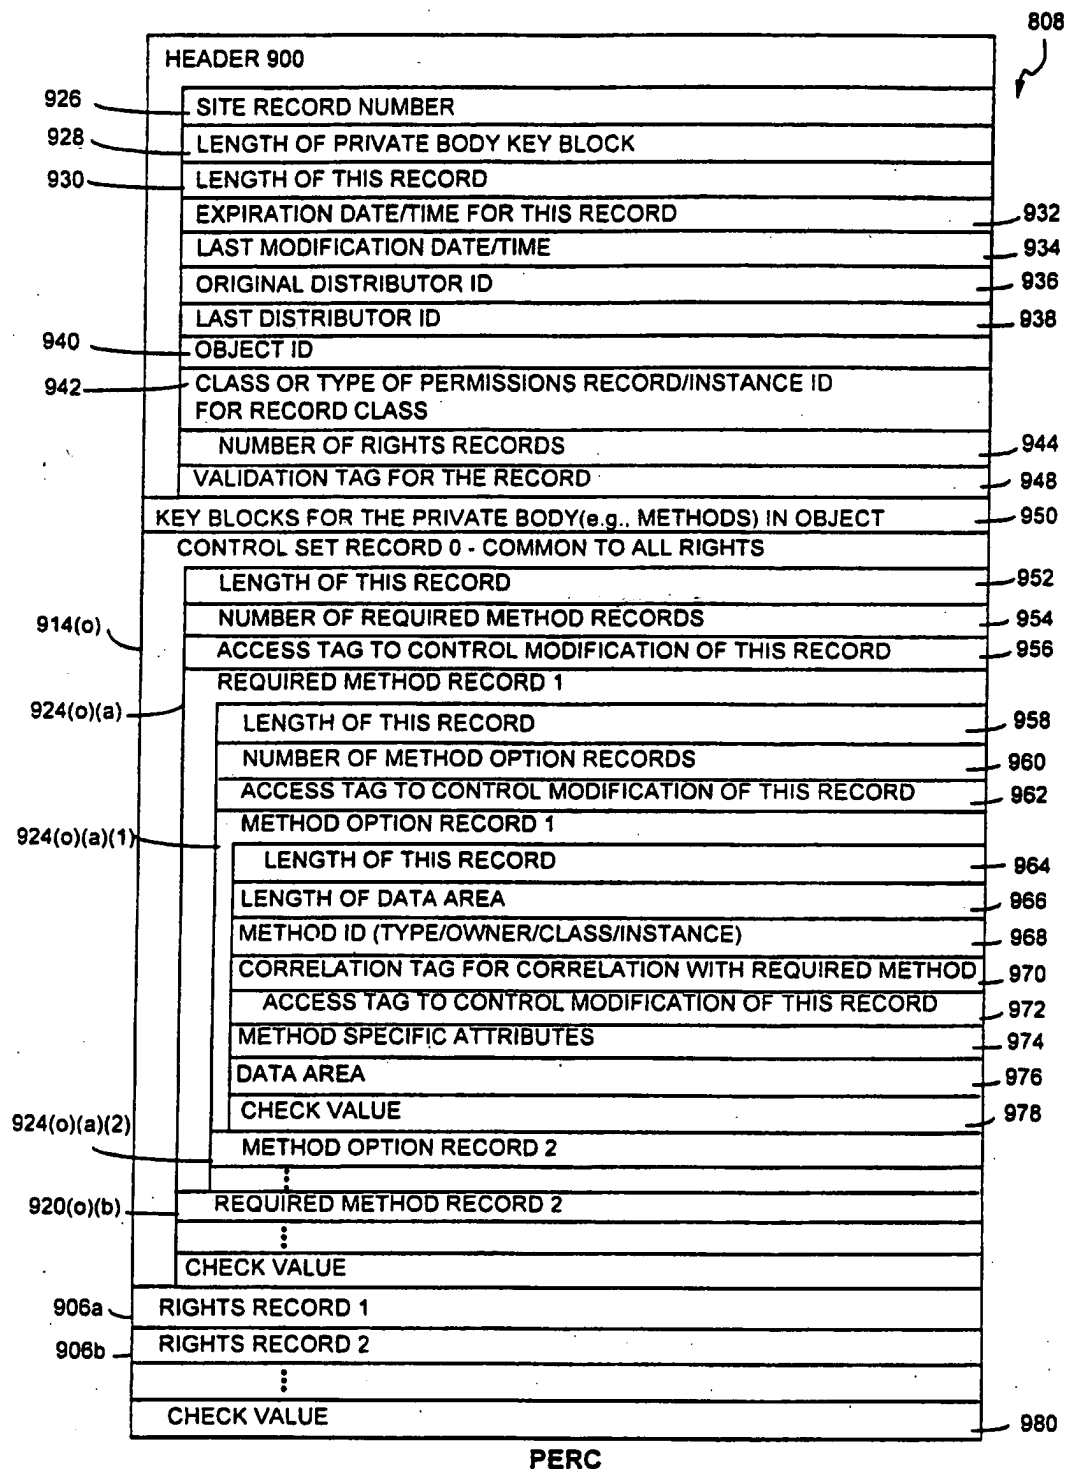 808
HEADER 900
926 SITE RECORD NUMBER
928 LENGTH OF PRIVATE BODY KEY BLOCK
930 LENGTH OF THIS RECORD
EXPIRATION DATE/TIME FOR THIS RECORD 932
LAST MODIFICATION DATE/TIME 934
ORIGINAL DISTRIBUTOR ID 936
LAST DISTRIBUTOR ID 938
940 OBJECT ID
942 CLASS OR TYPE OF PERMISSIONS RECORD/INSTANCE ID
FOR RECORD CLASS
NUMBER OF RIGHTS RECORDS 944
VALIDATION TAG FOR THE RECORD 948
KEY BLOCKS FOR THE PRIVATE BODY(e.g., METHODS) IN OBJECT 950
CONTROL SET RECORD 0 - COMMON TO ALL RIGHTS
LENGTH OF THIS RECORD 952
914(o) NUMBER OF REQUIRED METHOD RECORDS 954
ACCESS TAG TO CONTROL MODIFICATION OF THIS RECORD 956
REQUIRED METHOD RECORD 1
924(o)(a) LENGTH OF THIS RECORD 958
NUMBER OF METHOD OPTION RECORDS 960
ACCESS TAG TO CONTROL MODIFICATION OF THIS RECORD 962
924(o)(a)(1) METHOD OPTION RECORD 1
LENGTH OF THIS RECORD 964
LENGTH OF DATA AREA 966
METHOD ID (TYPE/OWNER/CLASS/INSTANCE) 968
CORRELATION TAG FOR CORRELATION WITH REQUIRED METHOD 970
ACCESS TAG TO CONTROL MODIFICATION OF THIS RECORD 972
METHOD SPECIFIC ATTRIBUTES 974
DATA AREA 976
CHECK VALUE 978
924(o)(a)(2) METHOD OPTION RECORD 2
920(o)(b) REQUIRED METHOD RECORD 2
CHECK VALUE
906a RIGHTS RECORD 1
906b RIGHTS RECORD 2
CHECK VALUE 980
PERC